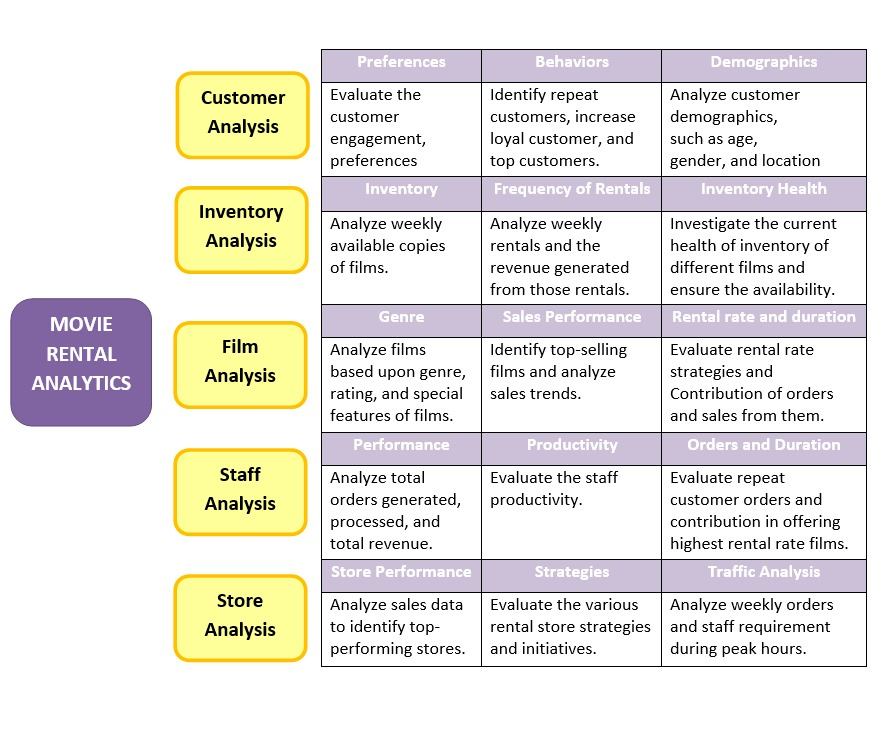 MOVIE
RENTAL
ANALYTICS
Customer
Analysis
Preferences
Behaviors
Demographics
Evaluate the
customer
engagement,
preferences
Identify repeat
customers, increase
loyal customer, and
top customers.
Analyze customer
demographics,
such as age,
gender, and location
Inventory
Analysis
Inventory
Frequency of Rentals
Inventory Health
Analyze weekly
available copies
of films.
Analyze weekly
rentals and the
revenue generated
from those rentals.
Investigate the current
health of inventory of
different films and
ensure the availability.
Film
Analysis
Genre
Sales Performance
Rental rate and duration
Analyze films
based upon genre,
rating, and special
features of films.
Identify top-selling
films and analyze
sales trends.
Evaluate rental rate
strategies and
Contribution of orders
and sales from them.
Staff
Analysis
Performance
Productivity
Orders and Duration
Analyze total
orders generated,
processed, and
total revenue.
Evaluate the staff
productivity.
Evaluate repeat
customer orders and
contribution in offering
highest rental rate films.
Store
Analysis
Store Performance
Strategies
Traffic Analysis
Analyze sales data
to identify top-
performing stores.
Evaluate the various
rental store strategies
and initiatives.
Analyze weekly orders
and staff requirement
during peak hours.